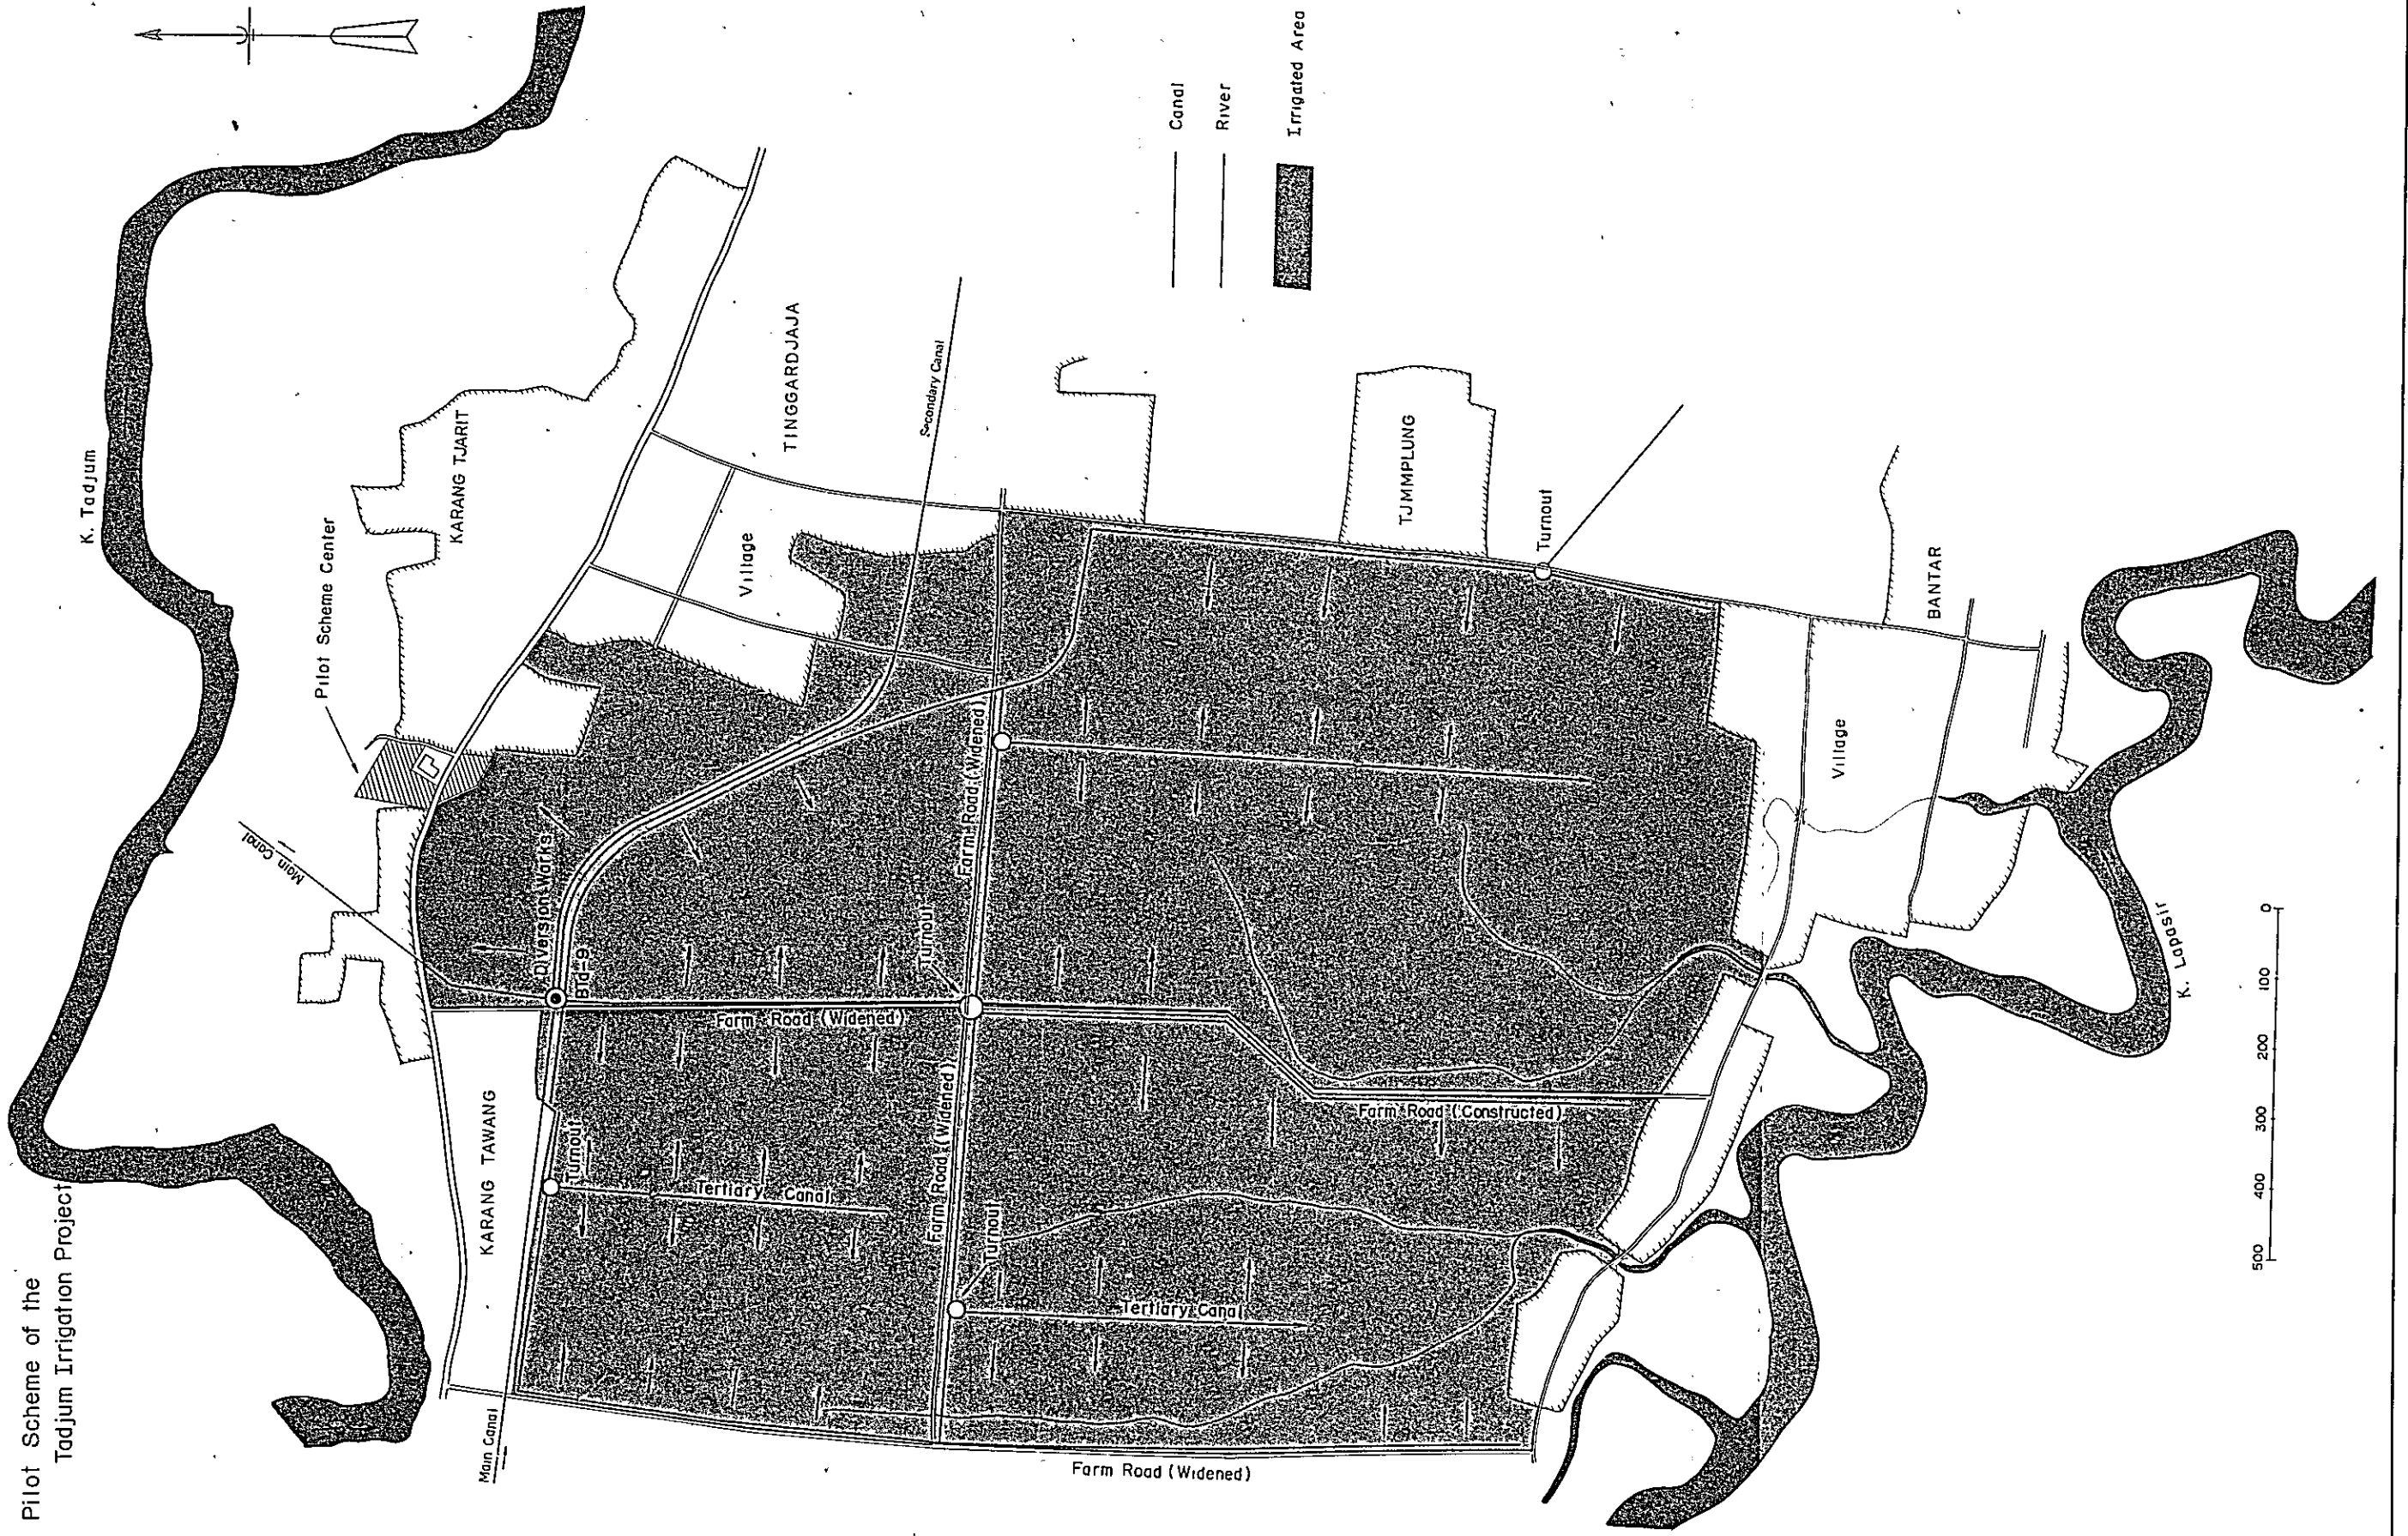 Pilot Scheme of the
Tadjum Irrigation Project
K. Tadjum
Pilot Scheme Center
KARANG TJARIT
Main Canal
TINGGARDJAJA
Secondary Canal
Village
Diversion Works
BTd-9
Turnout
Farm Road (Widened)
Farm Road (Widened)
KARANG TAWANG
Turnout
Tertiary Canal
Farm Road (Widened)
Turnout
Tertiary Canal
Main Canal
Farm Road (Widened)
Farm Road (Constructed)
TJMMPLUNG
Turnout
BANTAR
Village
K. Lopasir
Canal
River
Irrigated Area
500 400 300 200 100 0